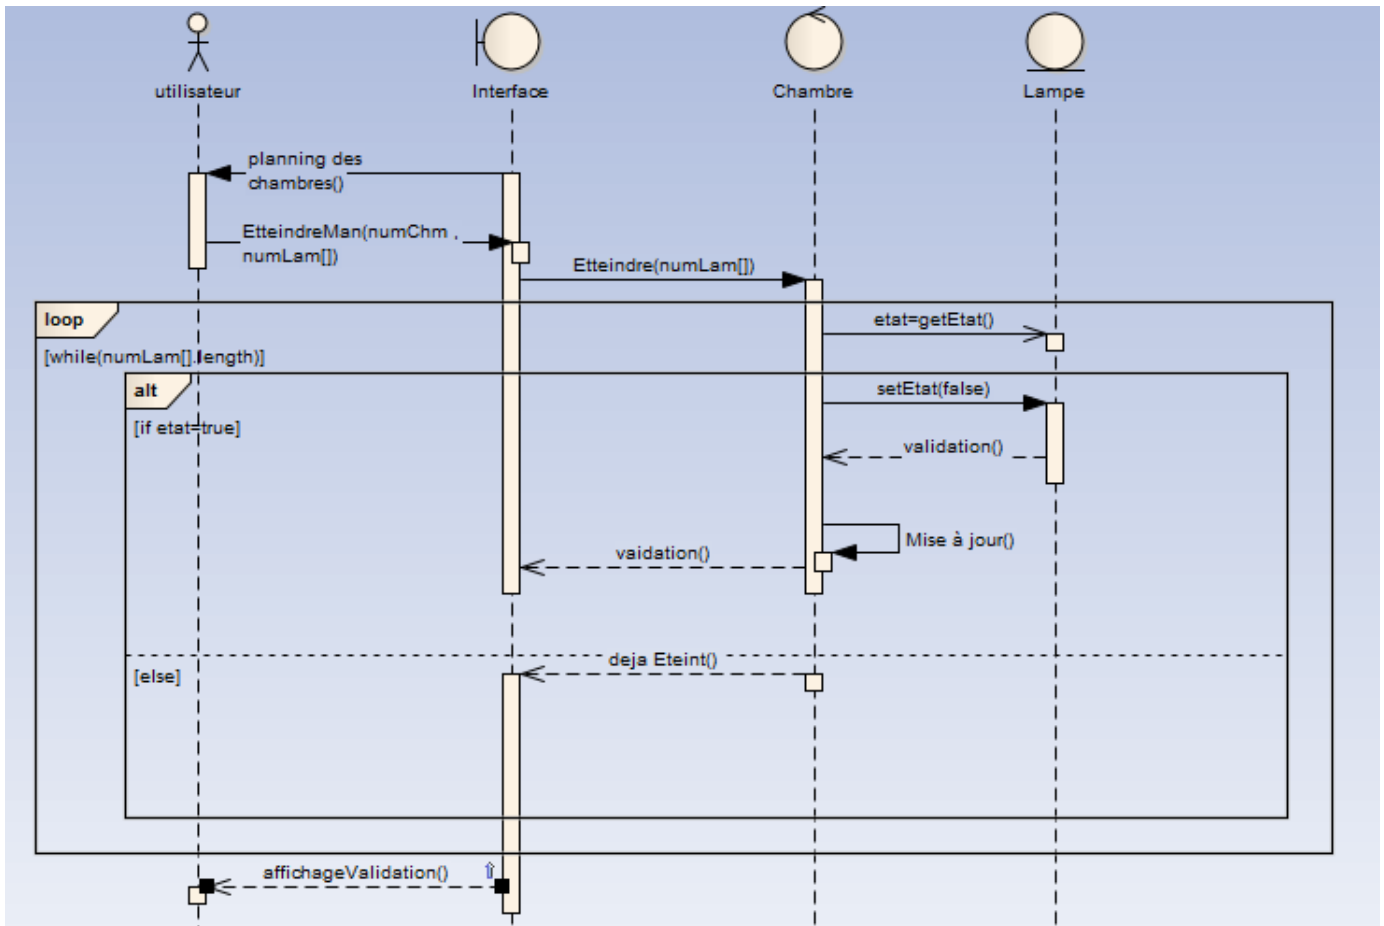 utilisateur
Interface
Chambre
Lampe
planning des
chambres()
EtteindreMan(numChm ,
numLam[])
Etteindre(numLam[])
loop
etat=getEtat()
[while(numLam[].length)]
alt
setEtat(false)
[if etat=true]
validation()
Mise à jour()
vaidation()
deja Eteint()
[else]
affichageValidation()